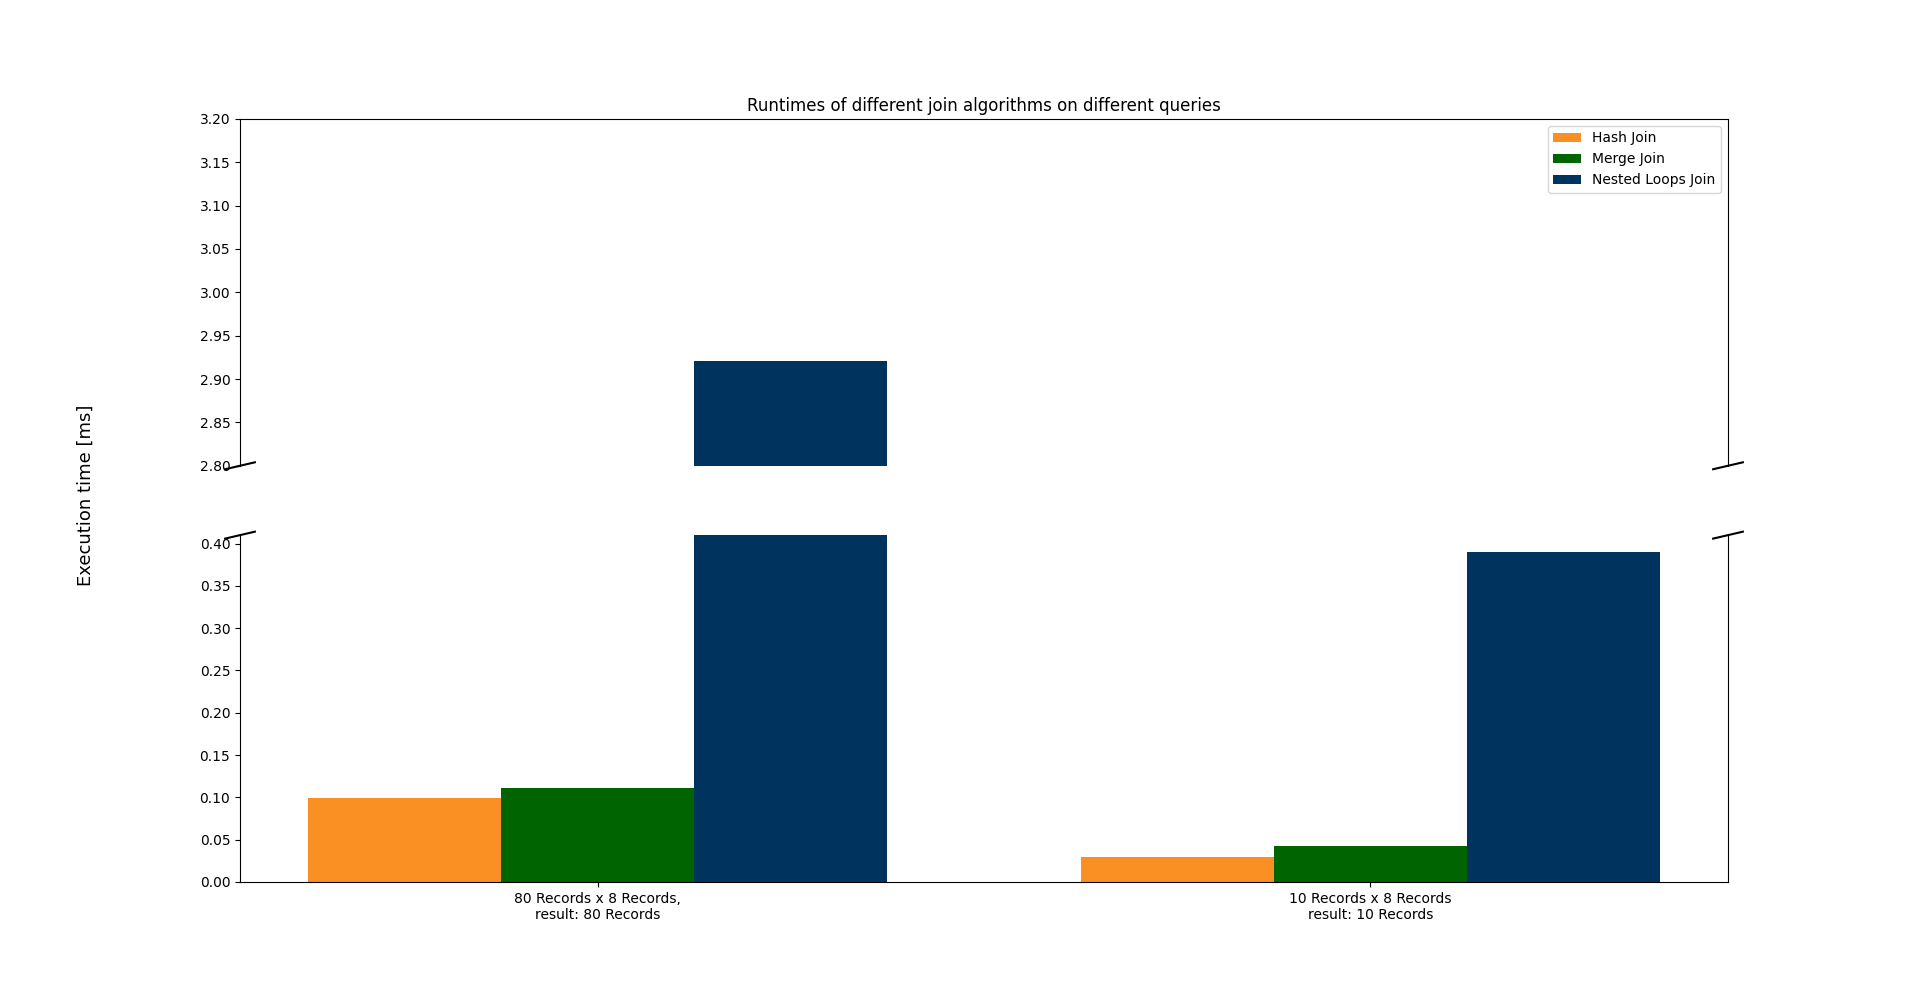 Runtimes of different join algorithms on different queries
Hash Join
Merge Join
Nested Loops Join
Execution time [ms]
3.20
3.15
3.10
3.05
3.00
2.95
2.90
2.85
2.80
0.40
0.35
0.30
0.25
0.20
0.15
0.10
0.05
0.00
80 Records x 8 Records,
result: 80 Records
10 Records x 8 Records
result: 10 Records